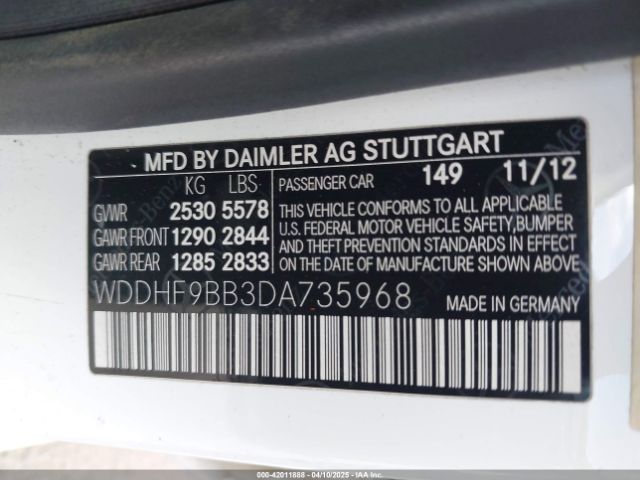 MFD BY DAIMLER AG STUTTGART
KG LBS
GVWR 2530 5578
GAWR FRONT 1290 2844
GAWR REAR 1285 2833
PASSENGER CAR 149 11/12
THIS VEHICLE CONFORMS TO ALL APPLICABLE
U.S. FEDERAL MOTOR VEHICLE SAFETY,BUMPER
AND THEFT PREVENTION STANDARDS IN EFFECT
ON THE DATE OF MANUFACTURE SHOWN ABOVE.
WDDHF9BB3DA735968
MADE IN GERMANY
000-42011888 - 04/10/2025 - IAAI.COM